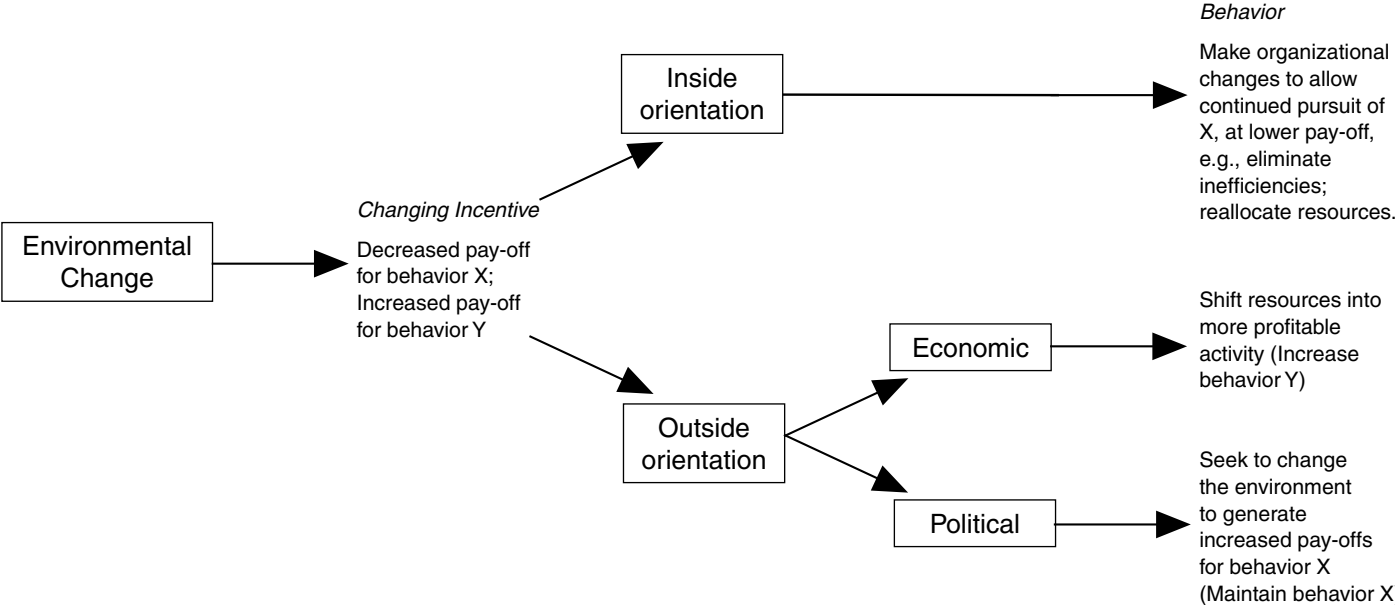 Behavior
Make organizational
changes to allow
continued pursuit of
X, at lower pay-off,
e.g., eliminate
inefficiencies;
reallocate resources.
Inside
orientation
Changing Incentive
Decreased pay-off
for behavior X;
Increased pay-off
for behavior Y
Environmental
Change
Shift resources into
more profitable
activity (Increase
behavior Y)
Economic
Outside
orientation
Seek to change
the environment
to generate
increased pay-offs
for behavior X
(Maintain behavior X
Political